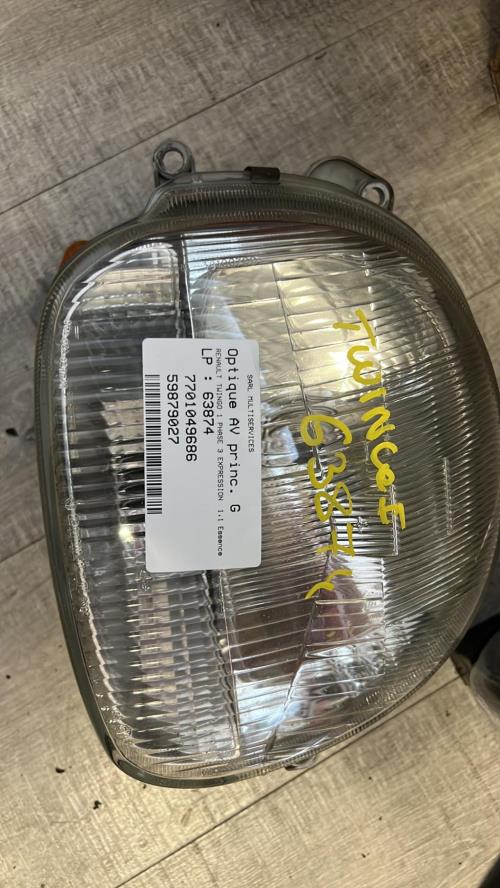 SARL MULTISERVICES
Optique AV princ. G
RENAULT TWINGO 1 PHASE 3 EXPRESSION 1.1 Essence
LP : 63874
7701049686
59879027
TWINGO I
63874